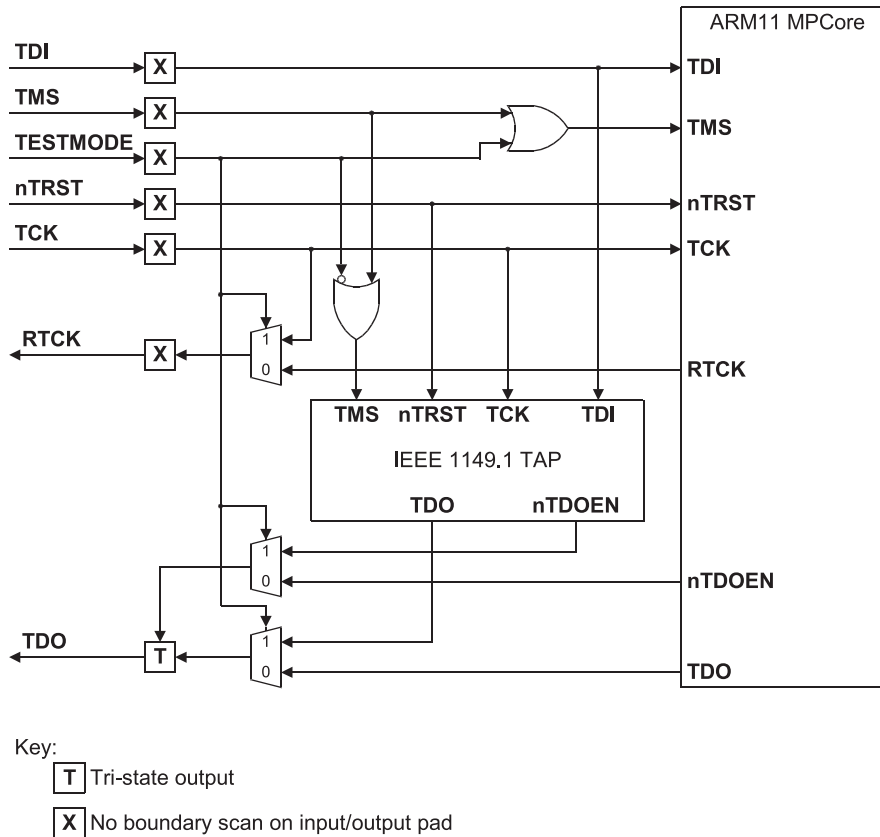 ARM11 MPCore
TDI
X
TDI
TMS
X
TMS
TESTMODE
X
nTRST
X
nTRST
TCK
X
TCK
RTCK
X
1
0
RTCK
TMS nTRST TCK TDI
IEEE 1149.1 TAP
TDO nTDOEN
1
0
nTDOEN
TDO
T
1
0
TDO
Key:
T Tri-state output
X No boundary scan on input/output pad